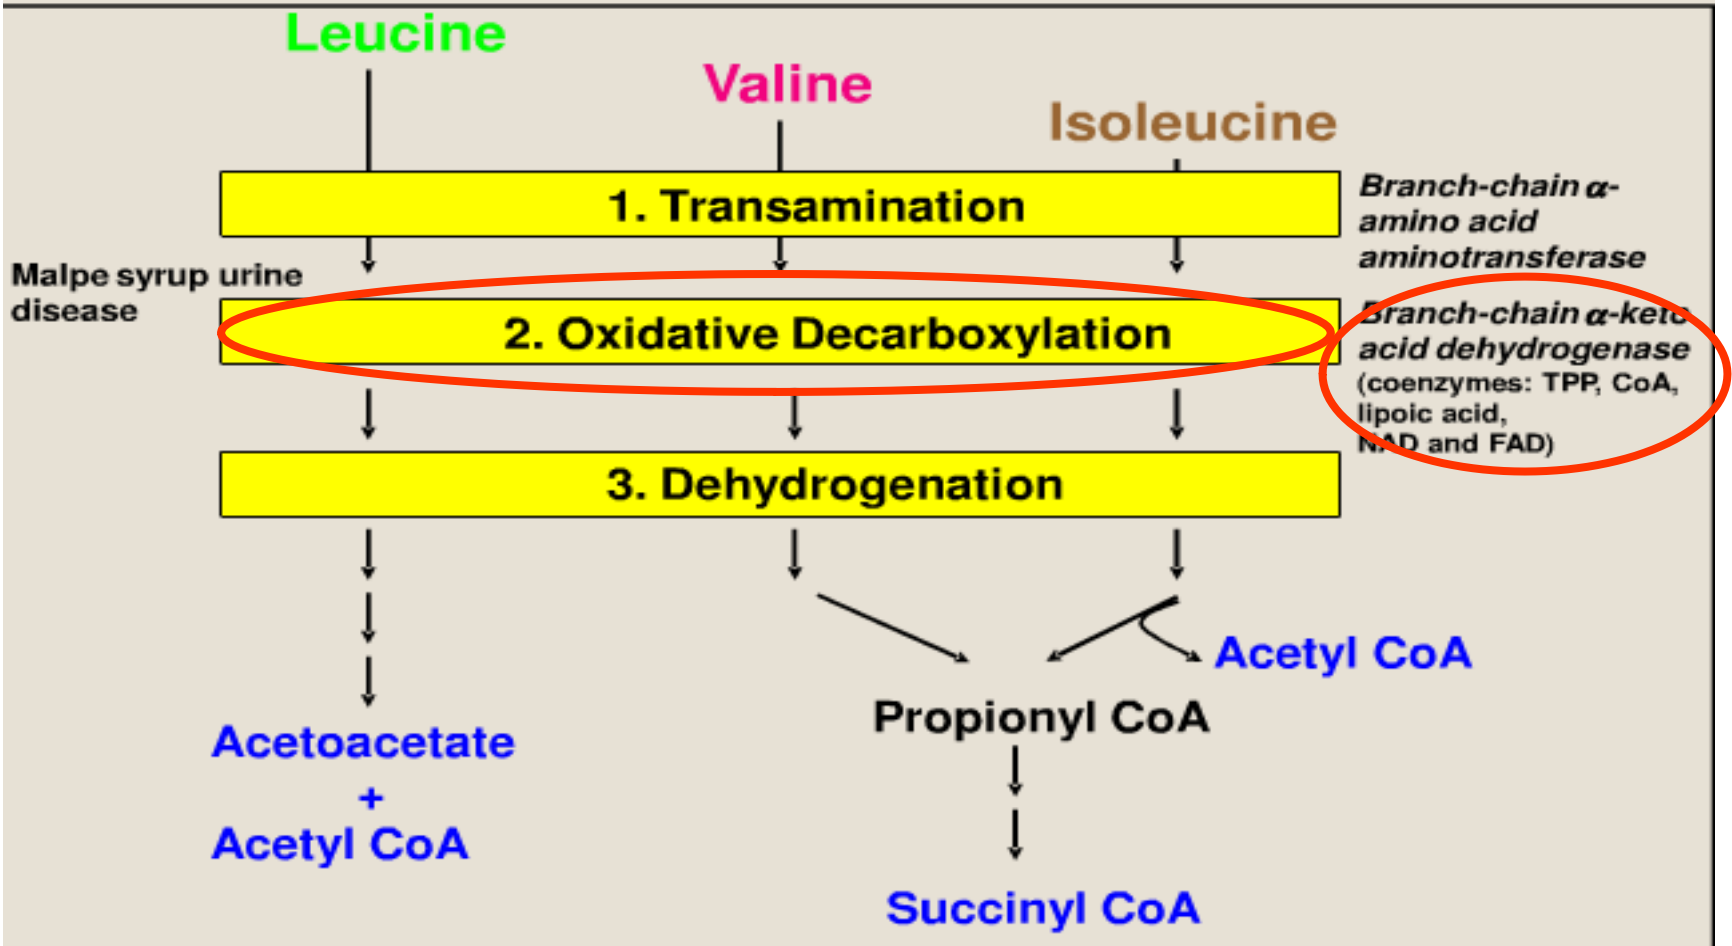 Leucine
Valine
Isoleucine
1. Transamination
Branch-chain α-
amino acid
aminotransferase
Malpe syrup urine
disease
2. Oxidative Decarboxylation
Branch-chain α-keto
acid dehydrogenase
(coenzymes: TPP, CoA,
lipoic acid,
NAD and FAD)
3. Dehydrogenation
Acetyl CoA
Propionyl CoA
Acetoacetate
+
Acetyl CoA
Succinyl CoA